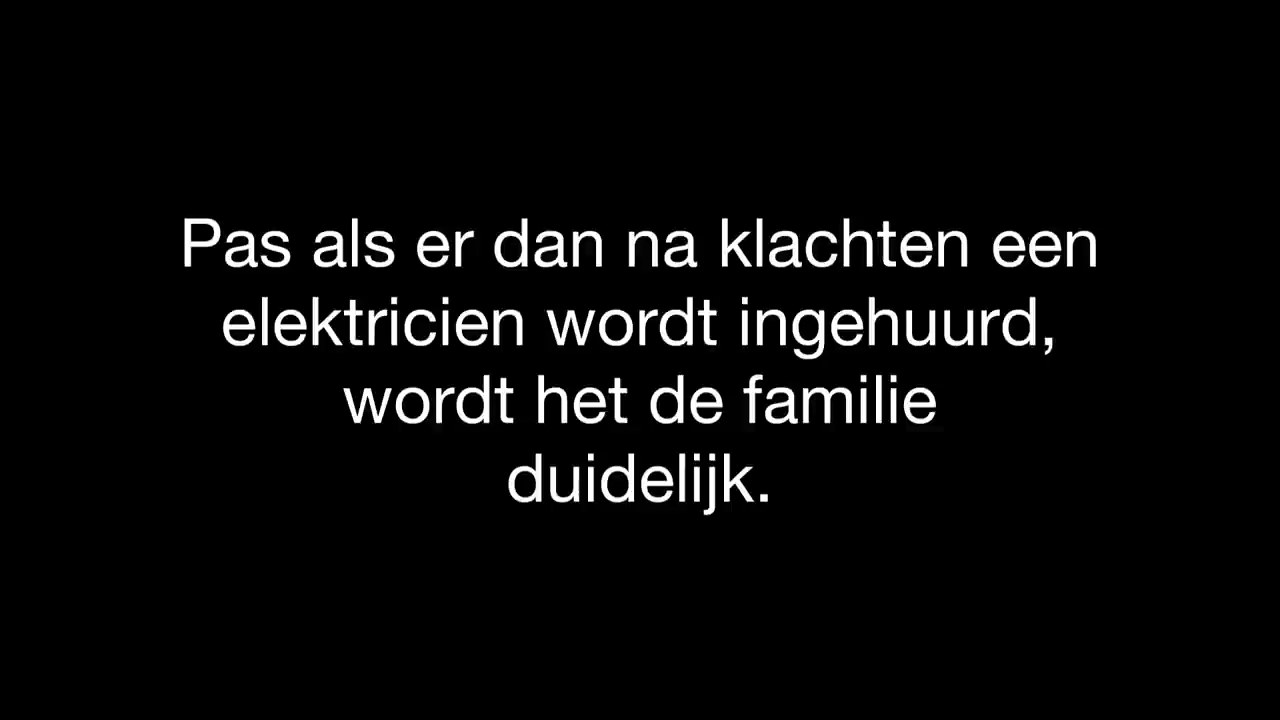 Pas als er dan na klachten een
elektricien wordt ingehuurd,
wordt het de familie
duidelijk.